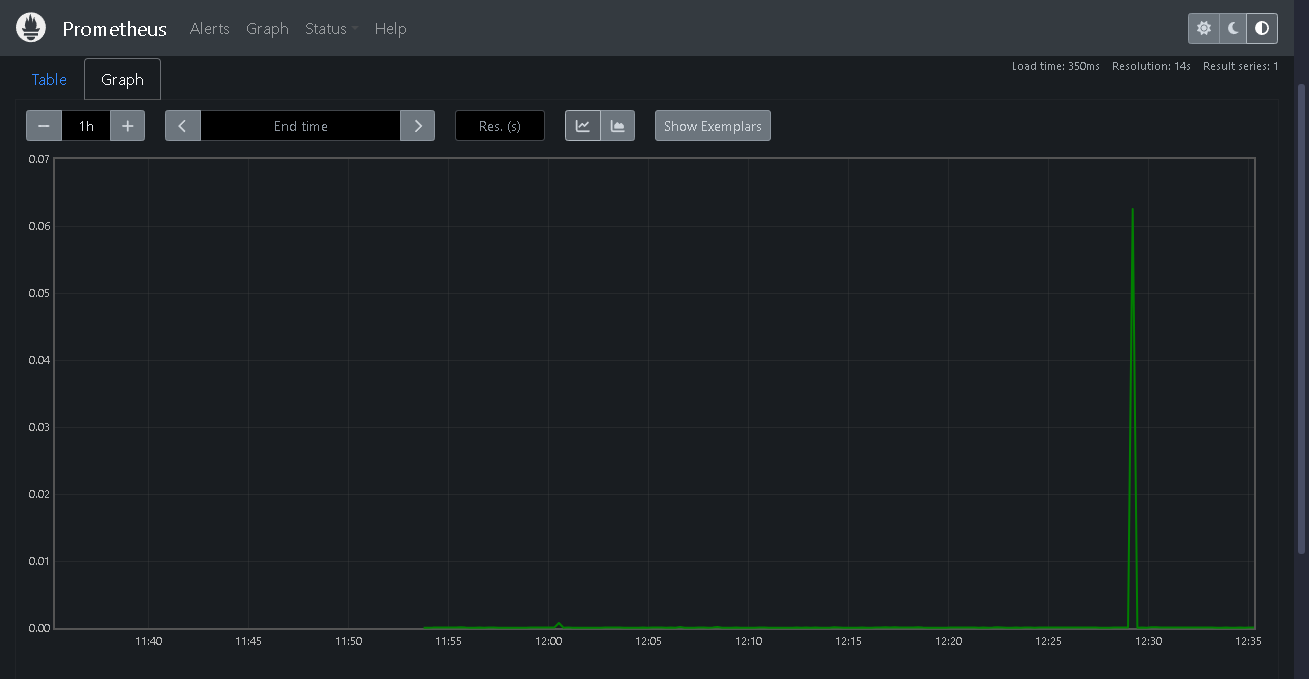 Prometheus Alerts Graph Status Help
Load time: 350ms Resolution: 14s Result series: 1
Table Graph
1h End time Res. (s) Show Exemplars
0.07
0.06
0.05
0.04
0.03
0.02
0.01
0.00
11:40 11:45 11:50 11:55 12:00 12:05 12:10 12:15 12:20 12:25 12:30 12:35